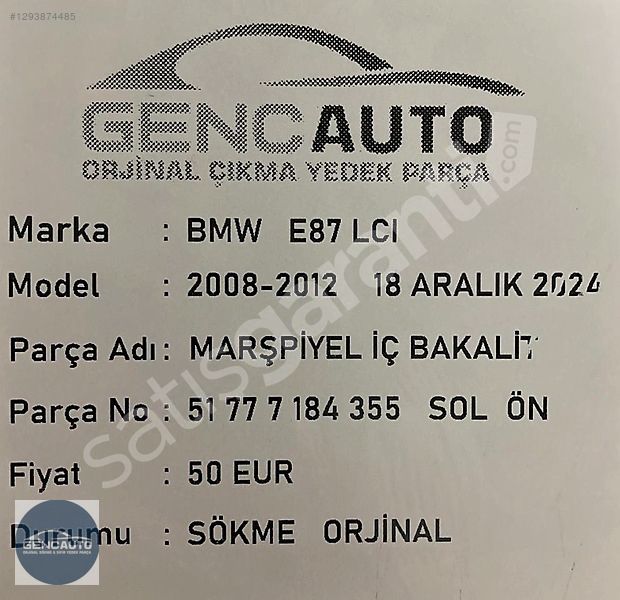 #1293874485
GENCAUTO
ORJİNAL ÇIKMA YEDEK PARÇA
Marka : BMW E87 LCI
Model : 2008-2012 18 ARALIK 2024
Parça Adı : MARŞPİYEL İÇ BAKALİT
Parça No : 51 77 7 184 355 SOL ÖN
Fiyat : 50 EUR
Durumu : SÖKME ORJİNAL
satışgaranti.com
GENCAUTO